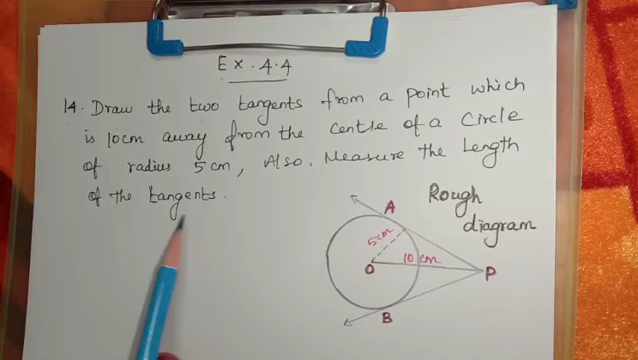 Ex. 4.4
14. Draw the two tangents from a point which
is 10cm away from the centre of a circle
of radius 5cm, Also. Measure the Length
of the tangents.
Rough
diagram
A
5cm
10 cm
O
P
B